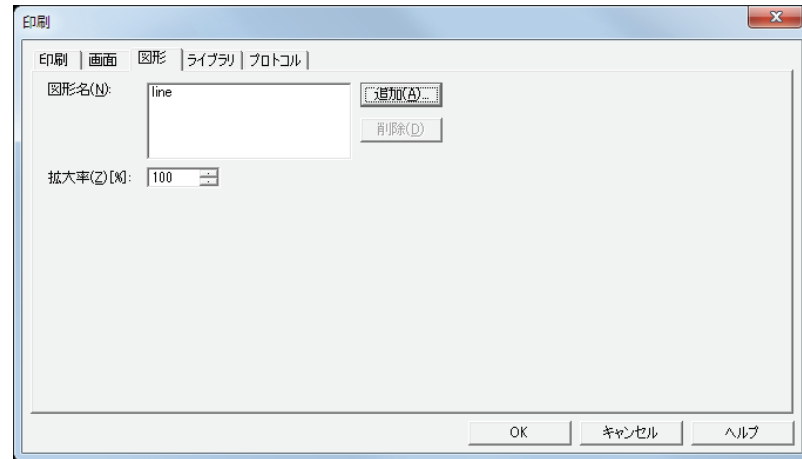 印刷
印刷 画面 図形 ライブラリ プロトコル
図形名(N): line 追加(A)...
削除(D)
拡大率(Z)[%]: 100
OK キャンセル ヘルプ